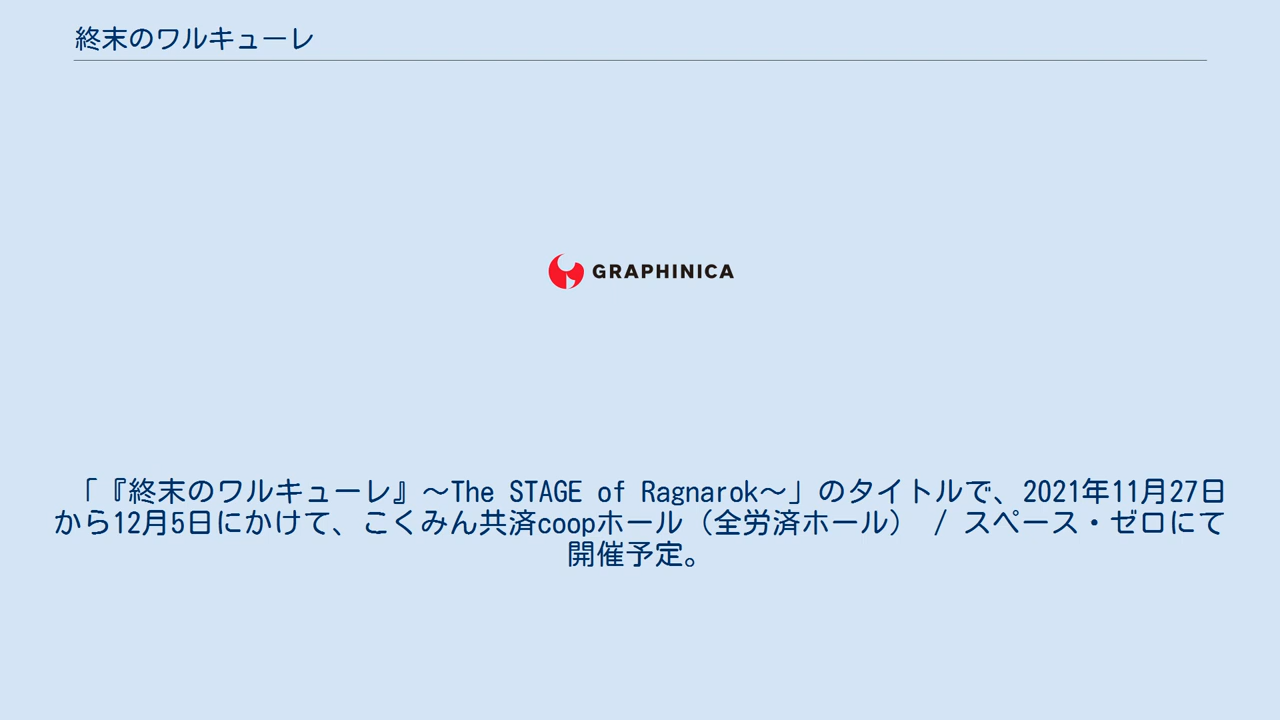 終末のワルキューレ
GRAPHINICA
「『終末のワルキューレ』〜The STAGE of Ragnarok〜」のタイトルで、2021年11月27日
から12月5日にかけて、こくみん共済coopホール（全労済ホール） / スペース・ゼロにて
開催予定。